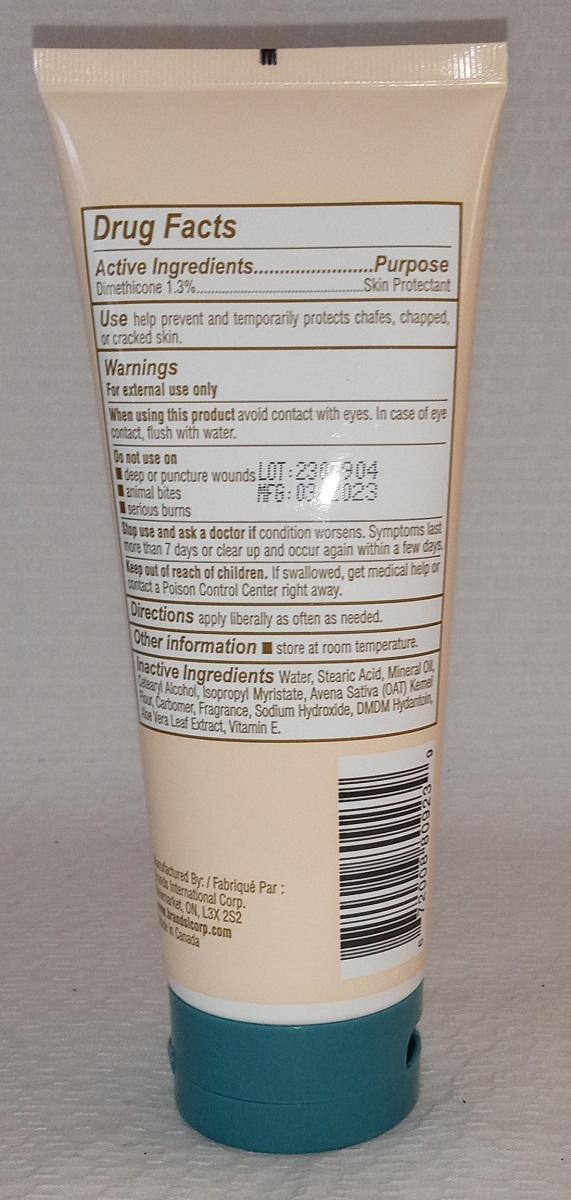 Drug Facts
Active Ingredients........................Purpose
Dimethicone 1.3%..........................................Skin Protectant
Use help prevent and temporarily protects chafes, chapped,
or cracked skin.
Warnings
For external use only
When using this product avoid contact with eyes. In case of eye
contact, flush with water.
Do not use on
■ deep or puncture wounds
■ animal bites
■ serious burns
LOT:
MFG: 2023
Stop use and ask a doctor if condition worsens. Symptoms last
more than 7 days or clear up and occur again within a few days.
Keep out of reach of children. If swallowed, get medical help or
contact a Poison Control Center right away.
Directions apply liberally as often as needed.
Other information ■ store at room temperature.
Inactive Ingredients Water, Stearic Acid, Mineral Oil,
Cetearyl Alcohol, Isopropyl Myristate, Avena Sativa (OAT) Kernel
Flour, Carbomer, Fragrance, Sodium Hydroxide, DMDM Hydantoin,
Aloe Vera Leaf Extract, Vitamin E.
By: / Fabriqué Par :
International Corp.
ON, L3X 2S2
in Canada
6 72008 80923 9